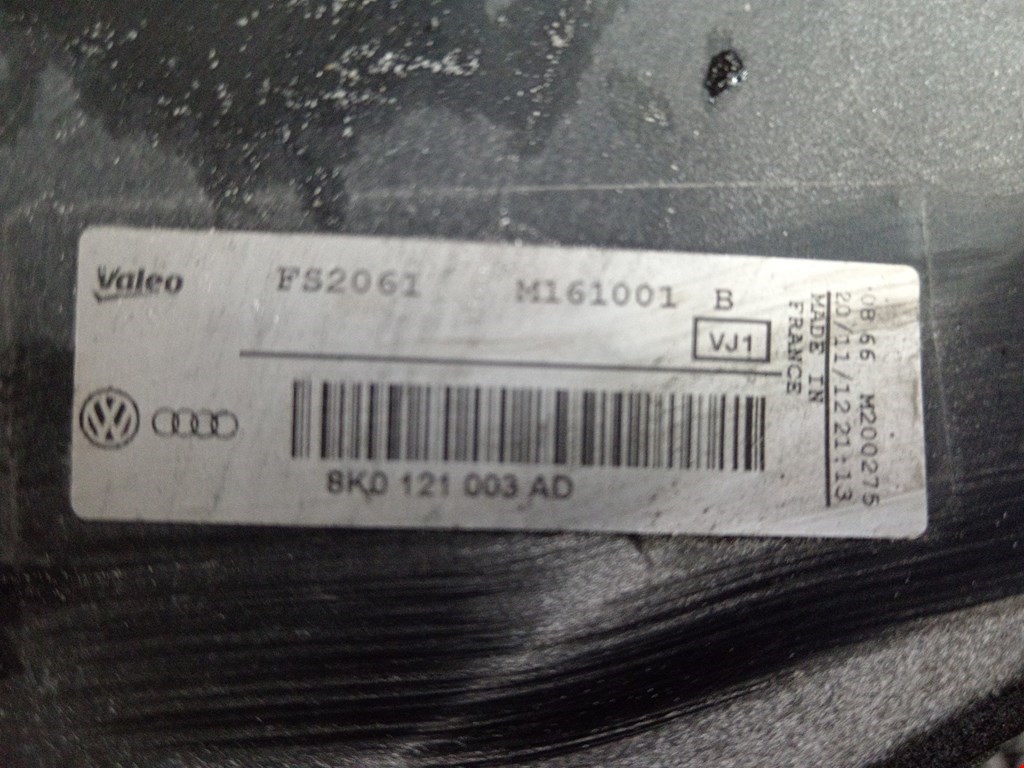 Valeo FS2061 M161001 B
VJ1
8K0 121 003 AD
MADE IN
FRANCE
20/11/12 21:13
08.66 M200275